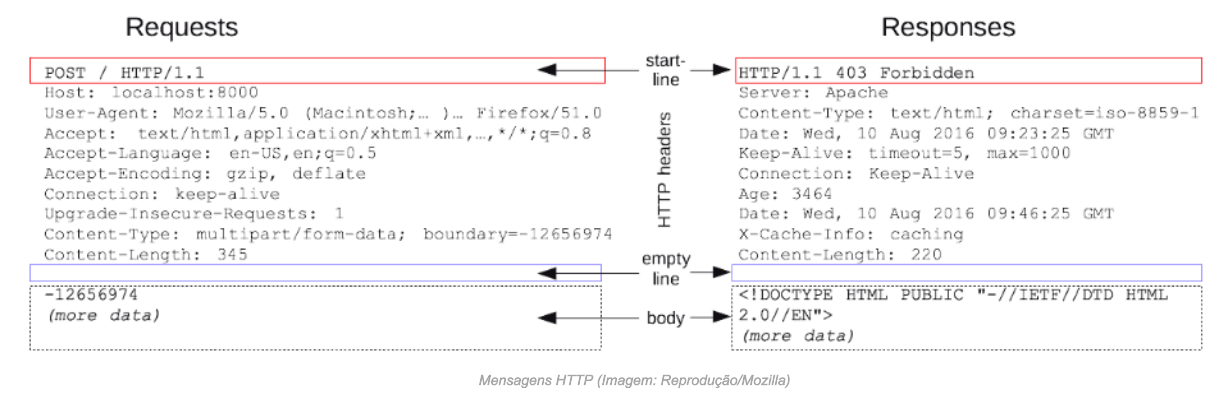 Requests
POST / HTTP/1.1
Host: localhost:8000
User-Agent: Mozilla/5.0 (Macintosh;… )… Firefox/51.0
Accept: text/html,application/xhtml+xml,…,*/*;q=0.8
Accept-Language: en-US,en;q=0.5
Accept-Encoding: gzip, deflate
Connection: keep-alive
Upgrade-Insecure-Requests: 1
Content-Type: multipart/form-data; boundary=-12656974
Content-Length: 345
-12656974
(more data)
start-
line
HTTP headers
empty
line
body
Responses
HTTP/1.1 403 Forbidden
Server: Apache
Content-Type: text/html; charset=iso-8859-1
Date: Wed, 10 Aug 2016 09:23:25 GMT
Keep-Alive: timeout=5, max=1000
Connection: Keep-Alive
Age: 3464
Date: Wed, 10 Aug 2016 09:46:25 GMT
X-Cache-Info: caching
Content-Length: 220
<!DOCTYPE HTML PUBLIC "-//IETF//DTD HTML
2.0//EN">
(more data)
Mensagens HTTP (Imagem: Reprodução/Mozilla)